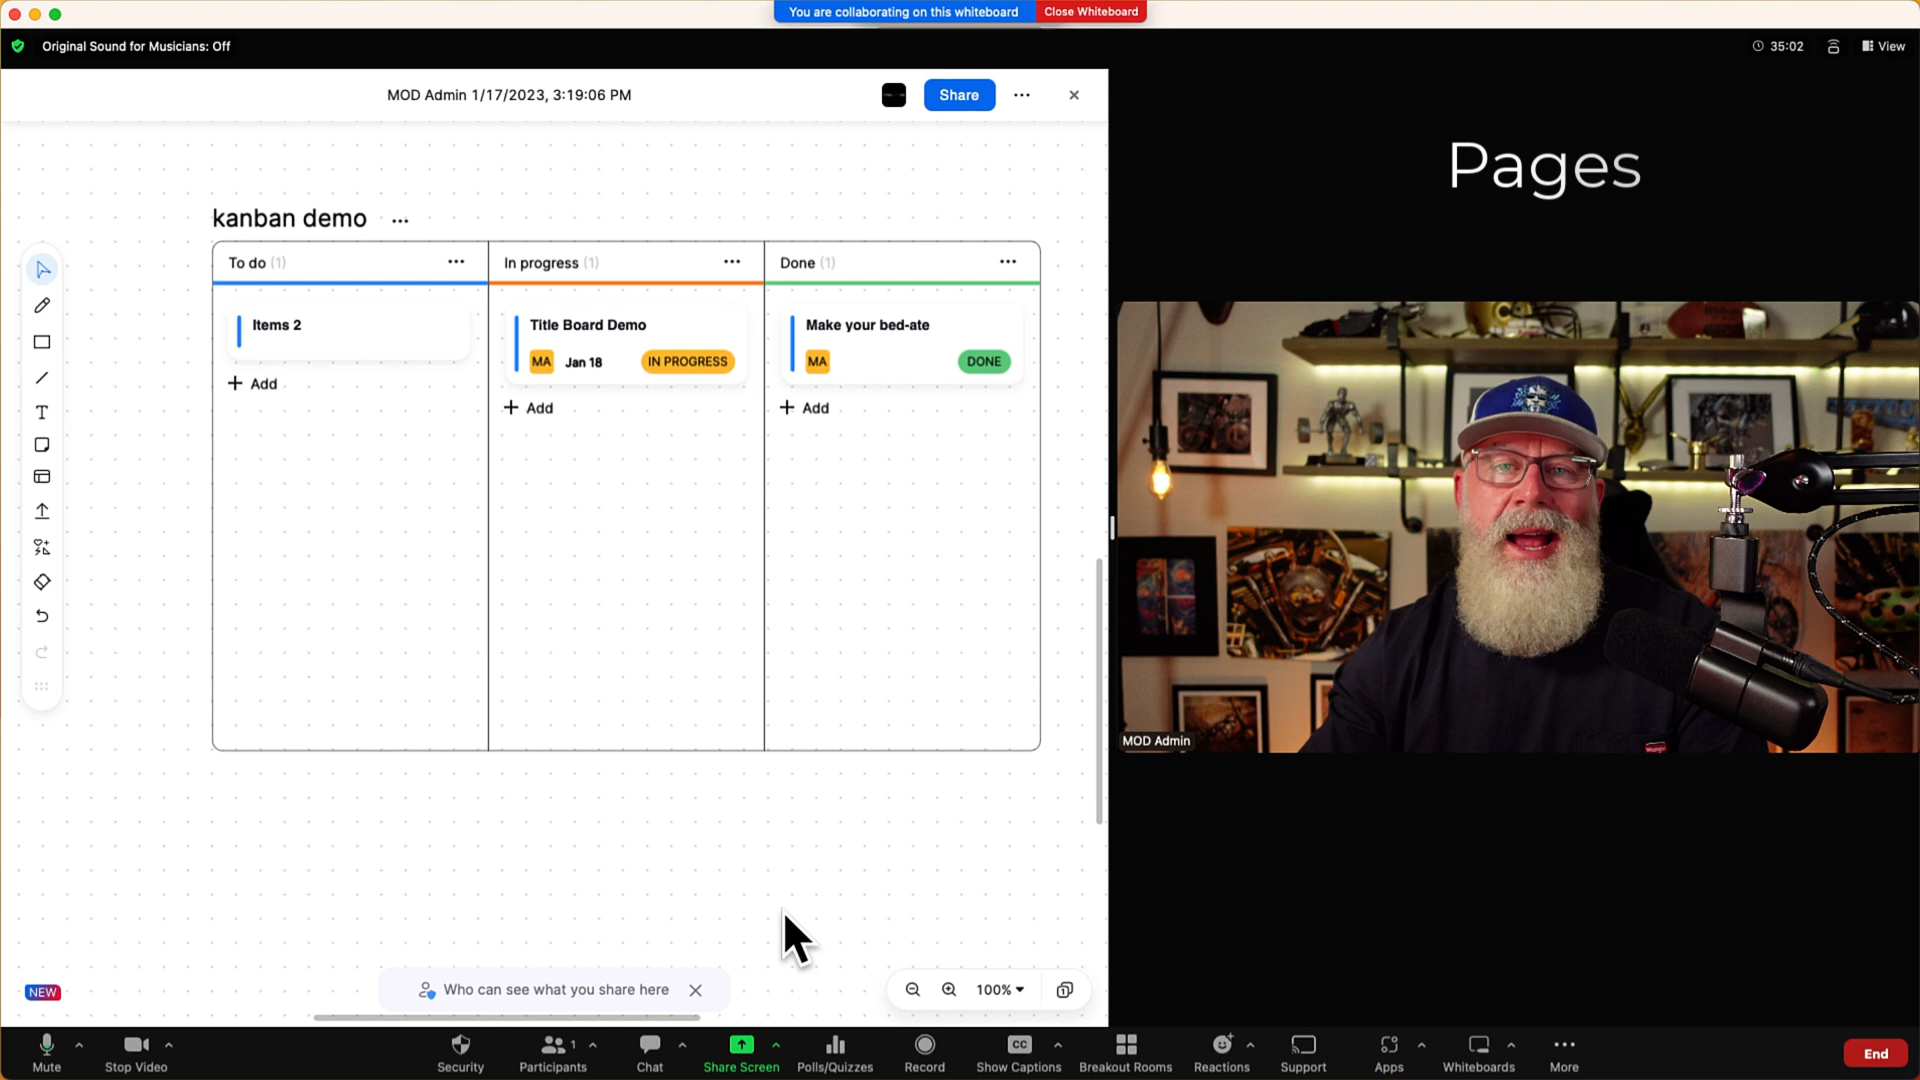 You are collaborating on this whiteboard Close Whiteboard
Original Sound for Musicians: Off
35:02
View
MOD Admin 1/17/2023, 3:19:06 PM
Share
Pages
kanban demo
To do (1)
In progress (1)
Done (1)
Items 2
Title Board Demo
Make your bed-ate
MA Jan 18 IN PROGRESS
MA DONE
+ Add
+ Add
+ Add
MOD Admin
NEW
Who can see what you share here
100%
1
Mute
Stop Video
Security
1
Participants
Chat
Share Screen
Polls/Quizzes
Record
CC
Show Captions
Breakout Rooms
Reactions
Support
Apps
Whiteboards
More
End